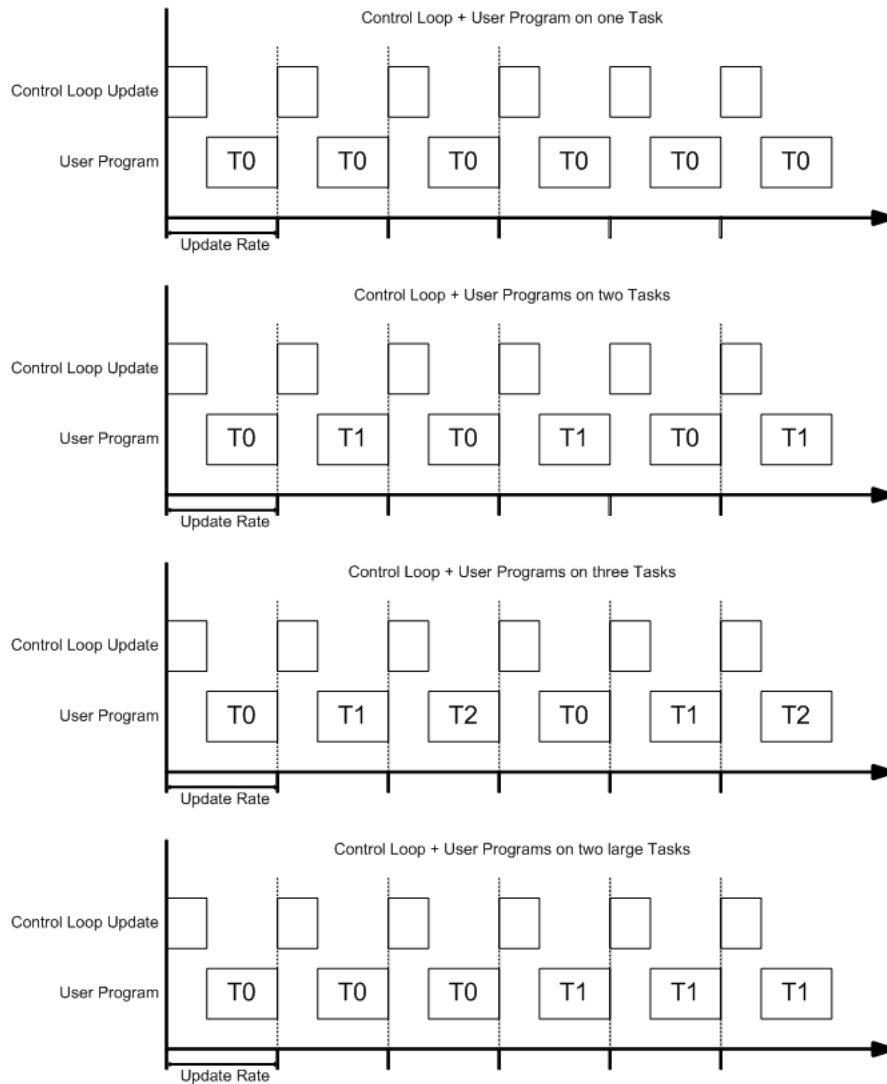 Control Loop + User Program on one Task
Control Loop Update
User Program
T0 T0 T0 T0 T0 T0
Update Rate
Control Loop + User Programs on two Tasks
Control Loop Update
User Program
T0 T1 T0 T1 T0 T1
Update Rate
Control Loop + User Programs on three Tasks
Control Loop Update
User Program
T0 T1 T2 T0 T1 T2
Update Rate
Control Loop + User Programs on two large Tasks
Control Loop Update
User Program
T0 T0 T0 T1 T1 T1
Update Rate